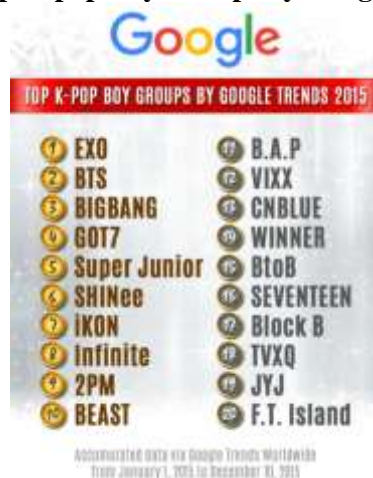 Google
TOP K-POP BOY GROUPS BY GOOGLE TRENDS 2015
1 EXO
2 BTS
3 BIGBANG
4 GOT7
5 Super Junior
6 SHINee
7 iKON
8 Infinite
9 2PM
10 BEAST
11 B.A.P
12 VIXX
13 CNBLUE
14 WINNER
15 BtoB
16 SEVENTEEN
17 Block B
18 TVXQ
19 JYJ
20 F.T. Island
Accumulated data via Google Trends Worldwide
from January 1, 2015 to December 10, 2015